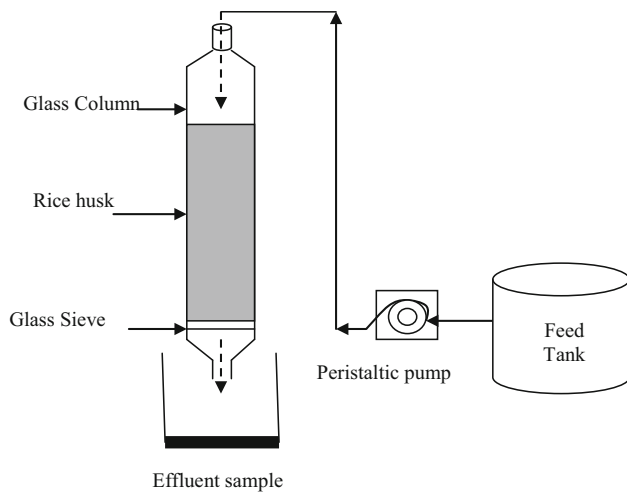 Glass Column
Rice husk
Glass Sieve
Feed
Tank
Peristaltic pump
Effluent sample